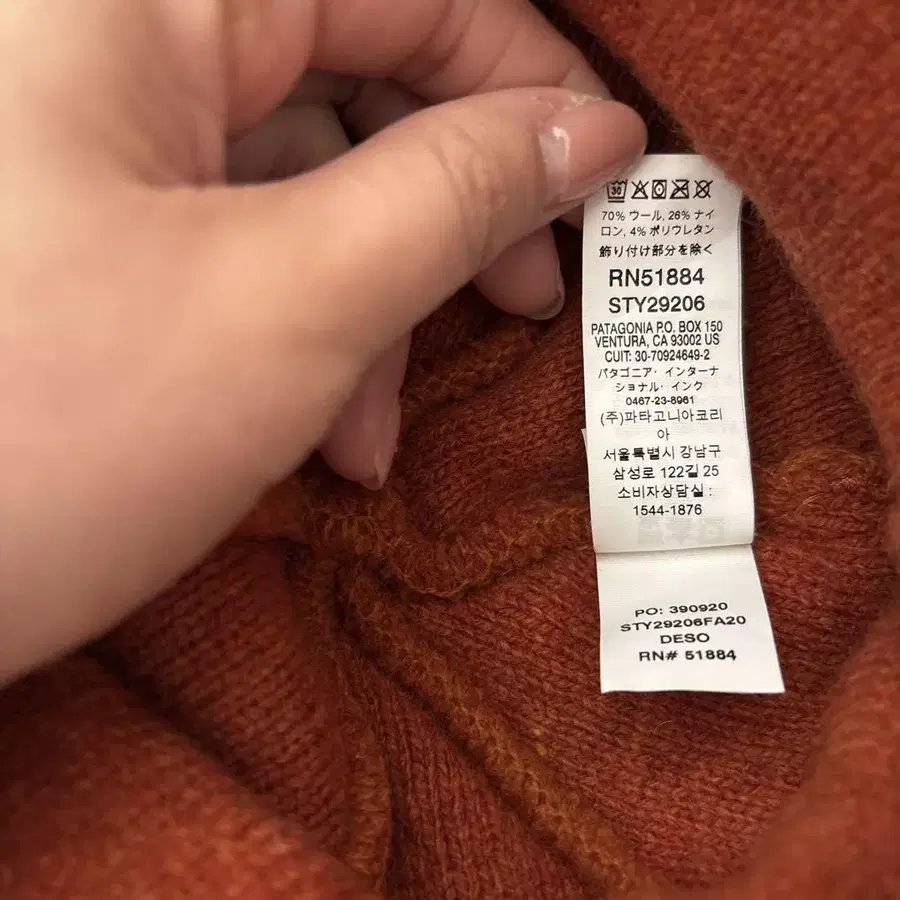 30
70% ウール, 26% ナイ
ロン, 4% ポリウレタン
飾り付け部分を除く
RN51884
STY29206
PATAGONIA P.O. BOX 150
VENTURA, CA 93002 US
CUIT: 30-70924649-2
パタゴニア・インターナ
ショナル・インク
0467-23-8961
(주)파타고니아코리
아
서울특별시 강남구
삼성로 122길 25
소비자상담실 :
1544-1876
PO: 390920
STY29206FA20
DESO
RN# 51884